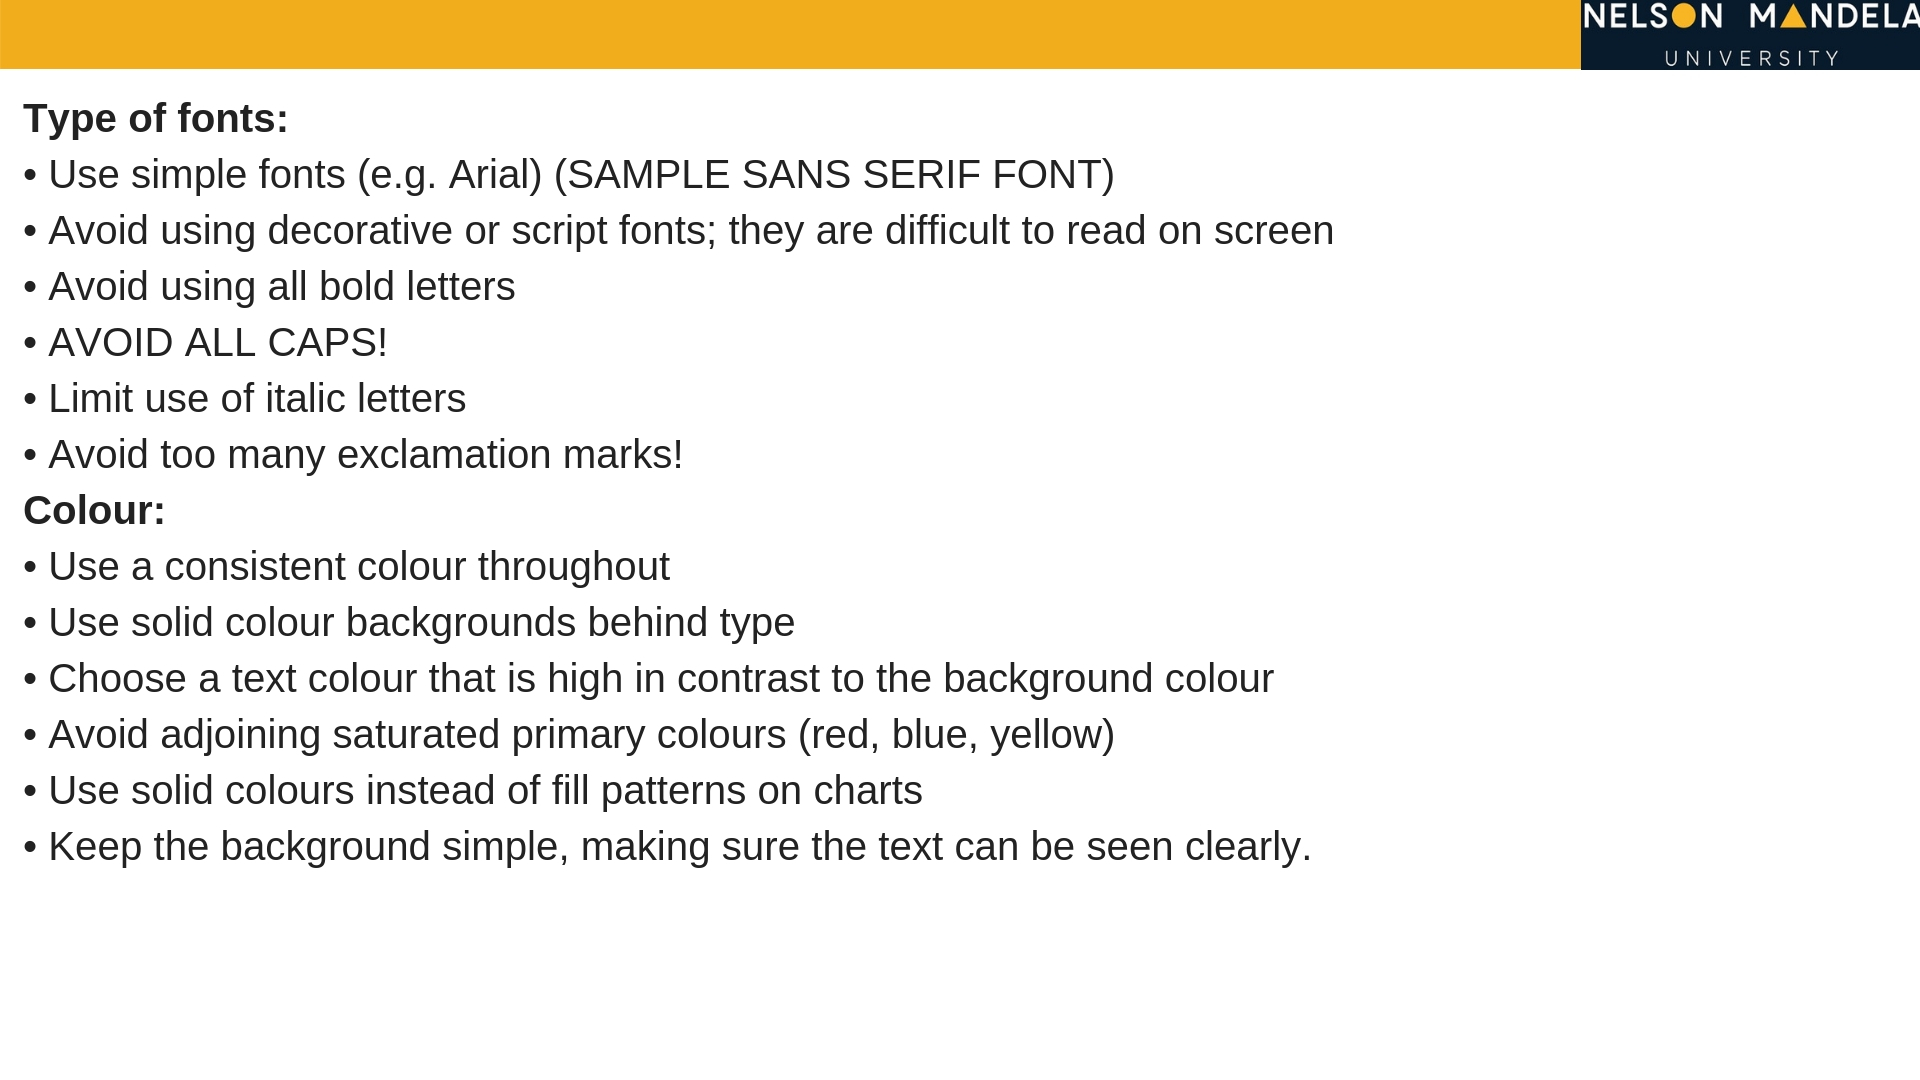 NELSON MANDELA
UNIVERSITY
Type of fonts:
• Use simple fonts (e.g. Arial) (SAMPLE SANS SERIF FONT)
• Avoid using decorative or script fonts; they are difficult to read on screen
• Avoid using all bold letters
• AVOID ALL CAPS!
• Limit use of italic letters
• Avoid too many exclamation marks!
Colour:
• Use a consistent colour throughout
• Use solid colour backgrounds behind type
• Choose a text colour that is high in contrast to the background colour
• Avoid adjoining saturated primary colours (red, blue, yellow)
• Use solid colours instead of fill patterns on charts
• Keep the background simple, making sure the text can be seen clearly.